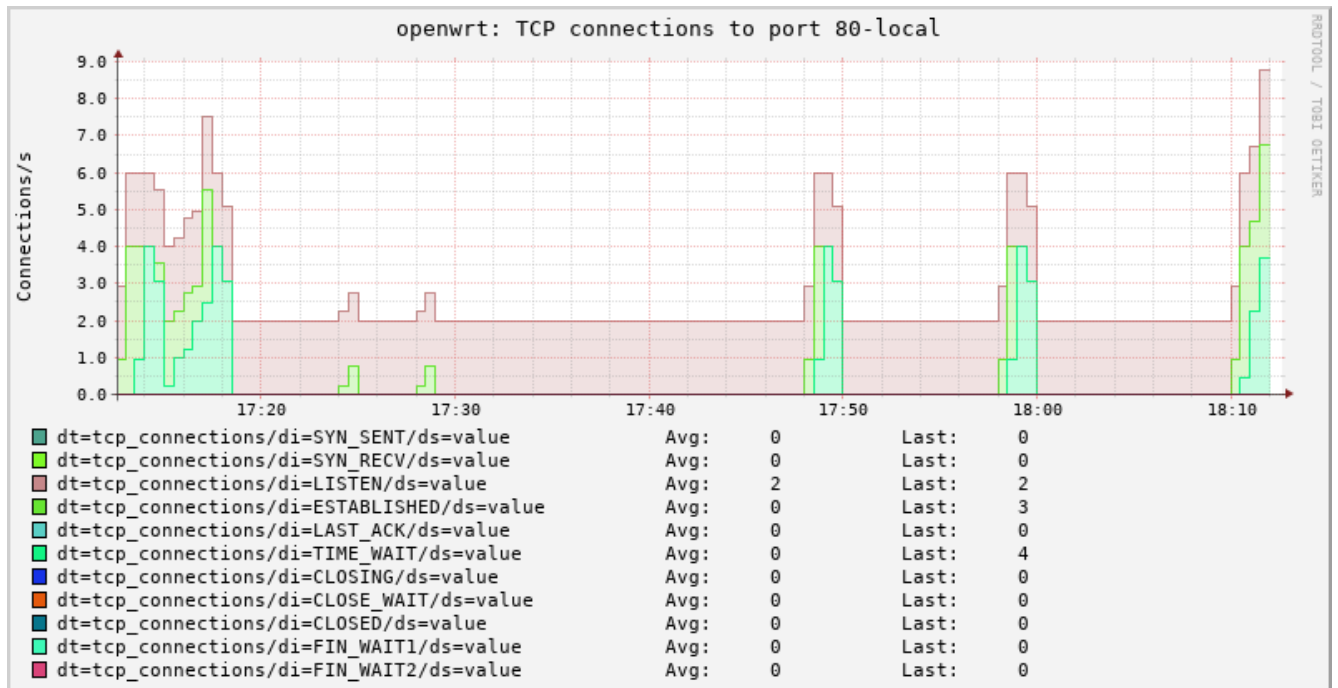 openwrt: TCP connections to port 80-local
RRDTOOL / TOBI OETIKER
Connections/s
9.0
8.0
7.0
6.0
5.0
4.0
3.0
2.0
1.0
0.0
17:20 17:30 17:40 17:50 18:00 18:10
dt=tcp_connections/di=SYN_SENT/ds=value Avg: 0 Last: 0
dt=tcp_connections/di=SYN_RECV/ds=value Avg: 0 Last: 0
dt=tcp_connections/di=LISTEN/ds=value Avg: 2 Last: 2
dt=tcp_connections/di=ESTABLISHED/ds=value Avg: 0 Last: 3
dt=tcp_connections/di=LAST_ACK/ds=value Avg: 0 Last: 0
dt=tcp_connections/di=TIME_WAIT/ds=value Avg: 0 Last: 4
dt=tcp_connections/di=CLOSING/ds=value Avg: 0 Last: 0
dt=tcp_connections/di=CLOSE_WAIT/ds=value Avg: 0 Last: 0
dt=tcp_connections/di=CLOSED/ds=value Avg: 0 Last: 0
dt=tcp_connections/di=FIN_WAIT1/ds=value Avg: 0 Last: 0
dt=tcp_connections/di=FIN_WAIT2/ds=value Avg: 0 Last: 0